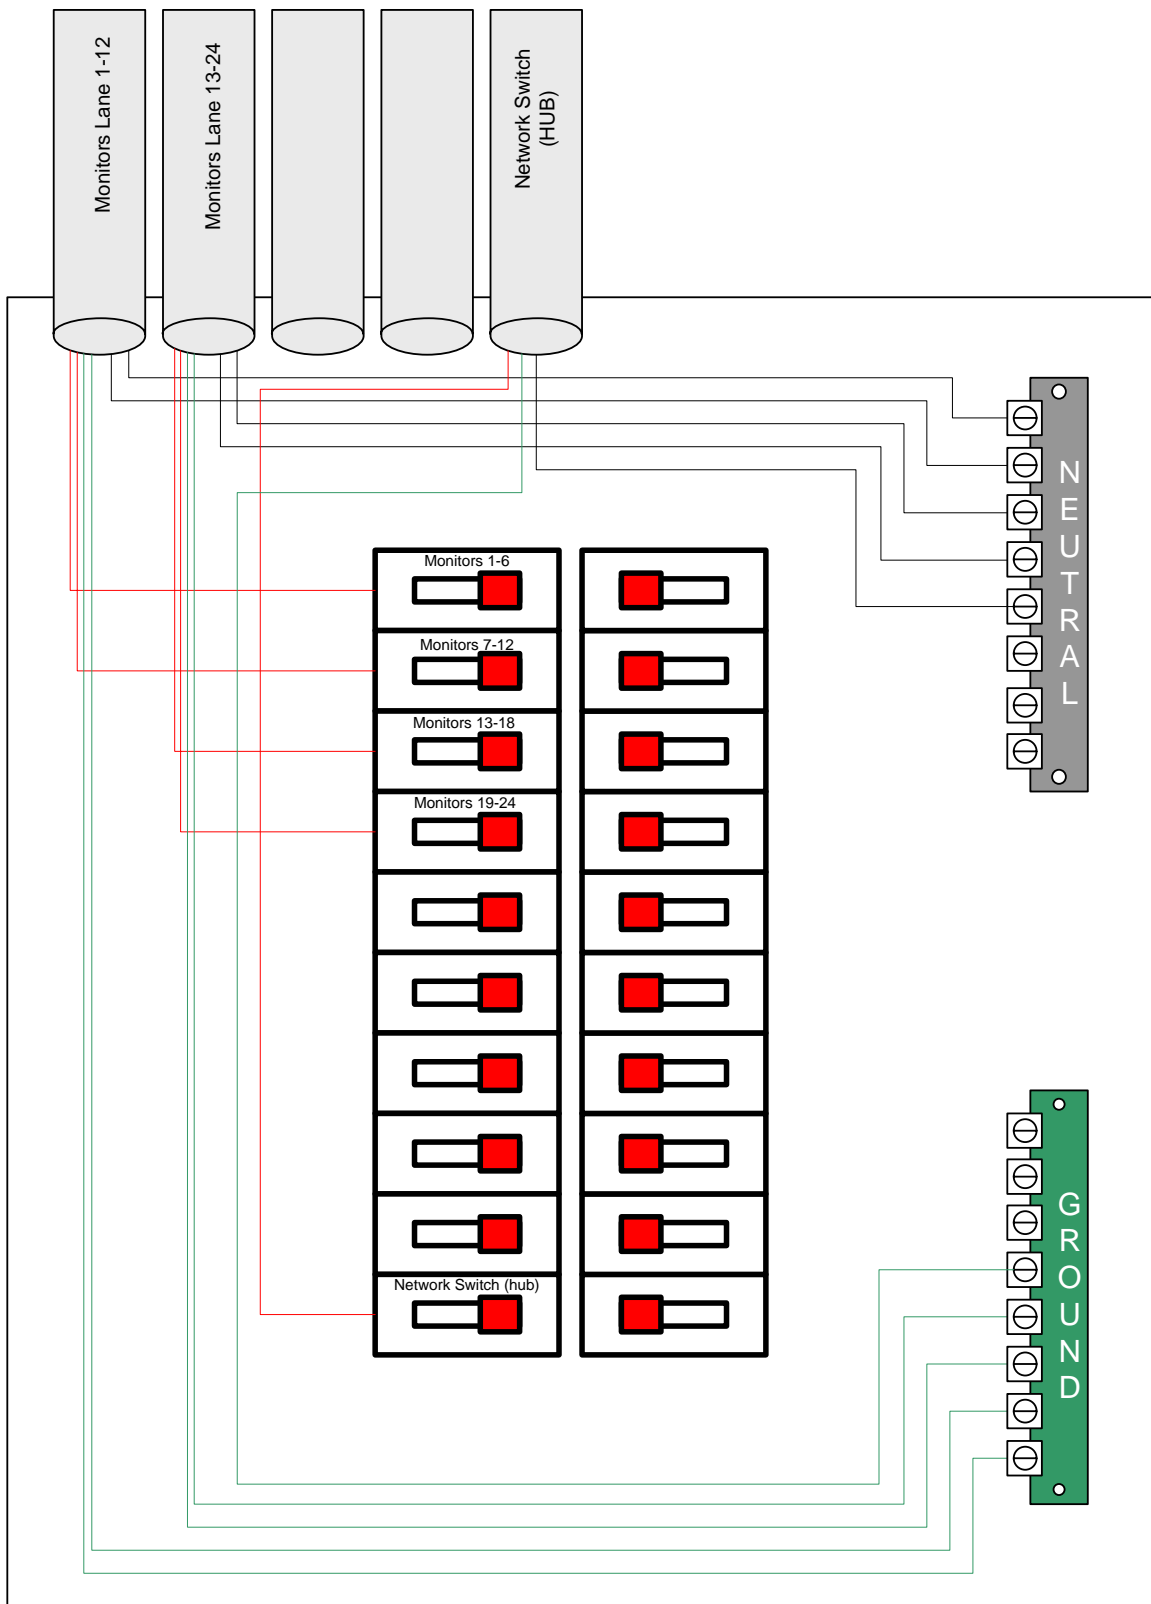 Monitors Lane 1-12
Monitors Lane 13-24
Network Switch
(HUB)
Monitors 1-6
Monitors 7-12
Monitors 13-18
Monitors 19-24
Network Switch (hub)
NEUTRAL
GROUND